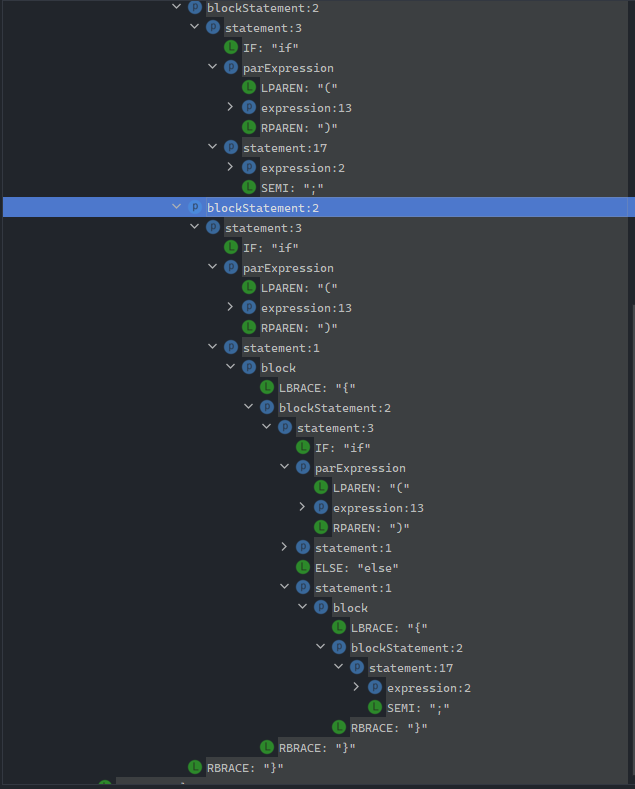 P blockStatement:2
P statement:3
L IF: "if"
P parExpression
L LPAREN: "("
P expression:13
L RPAREN: ")"
P statement:17
P expression:2
L SEMI: ";"
P blockStatement:2
P statement:3
L IF: "if"
P parExpression
L LPAREN: "("
P expression:13
L RPAREN: ")"
P statement:1
P block
L LBRACE: "{"
P blockStatement:2
P statement:3
L IF: "if"
P parExpression
L LPAREN: "("
P expression:13
L RPAREN: ")"
P statement:1
L ELSE: "else"
P statement:1
P block
L LBRACE: "{"
P blockStatement:2
P statement:17
P expression:2
L SEMI: ";"
L RBRACE: "}"
L RBRACE: "}"
L RBRACE: "}"